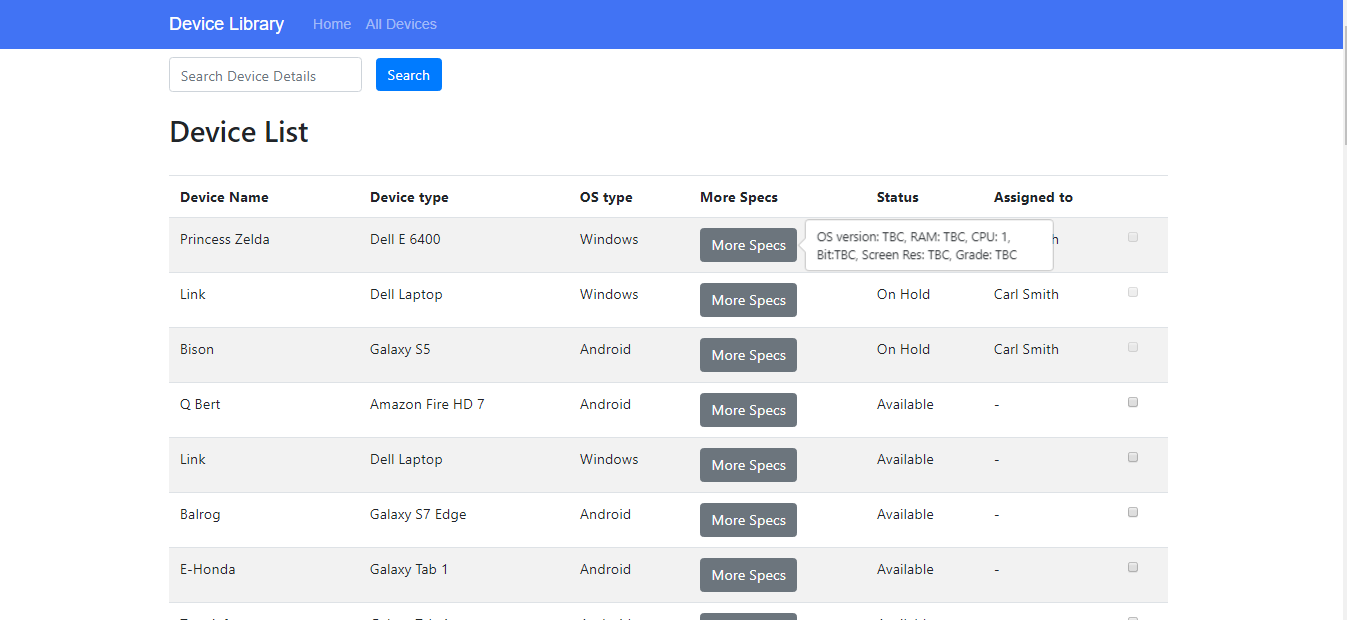 Device Library Home All Devices
Search Device Details Search
Device List
Device Name Device type OS type More Specs Status Assigned to
Princess Zelda Dell E 6400 Windows More Specs OS version: TBC, RAM: TBC, CPU: 1, h
Bit:TBC, Screen Res: TBC, Grade: TBC
Link Dell Laptop Windows More Specs On Hold Carl Smith
Bison Galaxy S5 Android More Specs On Hold Carl Smith
Q Bert Amazon Fire HD 7 Android More Specs Available -
Link Dell Laptop Windows More Specs Available -
Balrog Galaxy S7 Edge Android More Specs Available -
E-Honda Galaxy Tab 1 Android More Specs Available -